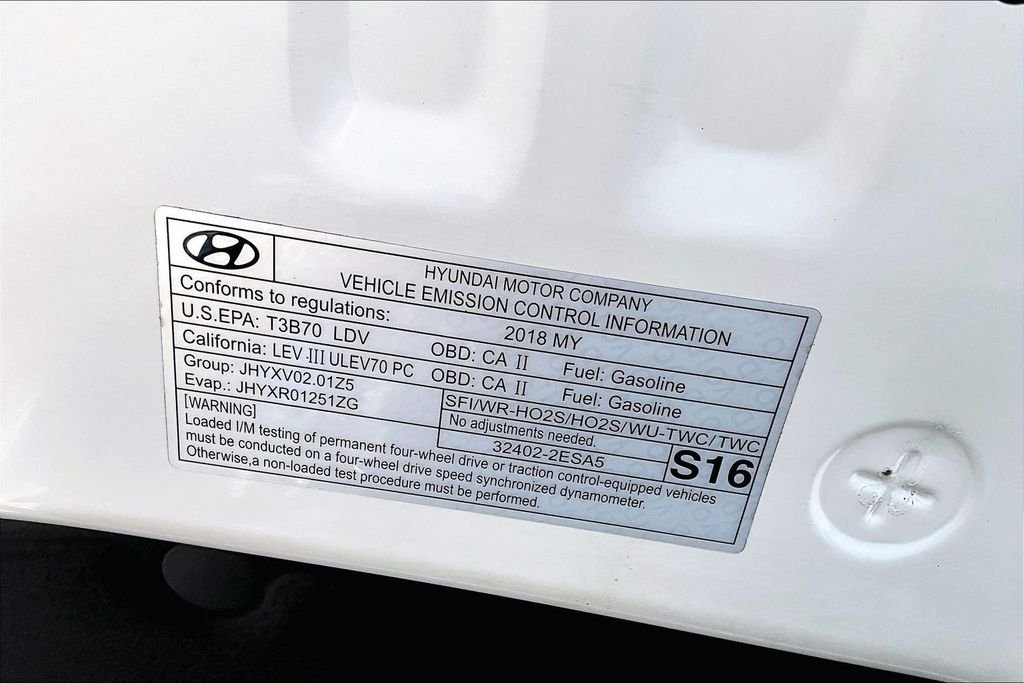 HYUNDAI MOTOR COMPANY
VEHICLE EMISSION CONTROL INFORMATION
Conforms to regulations: 2018 MY
U.S.EPA: T3B70 LDV OBD: CA II Fuel: Gasoline
California: LEV III ULEV70 PC OBD: CA II Fuel: Gasoline
Group: JHYXV02.01Z5 SFI/WR-HO2S/HO2S/WU-TWC/TWC
Evap.: JHYXR01251ZG No adjustments needed.
[WARNING] 32402-2ESA5 S16
Loaded I/M testing of permanent four-wheel drive or traction control-equipped vehicles
must be conducted on a four-wheel drive speed synchronized dynamometer.
Otherwise,a non-loaded test procedure must be performed.